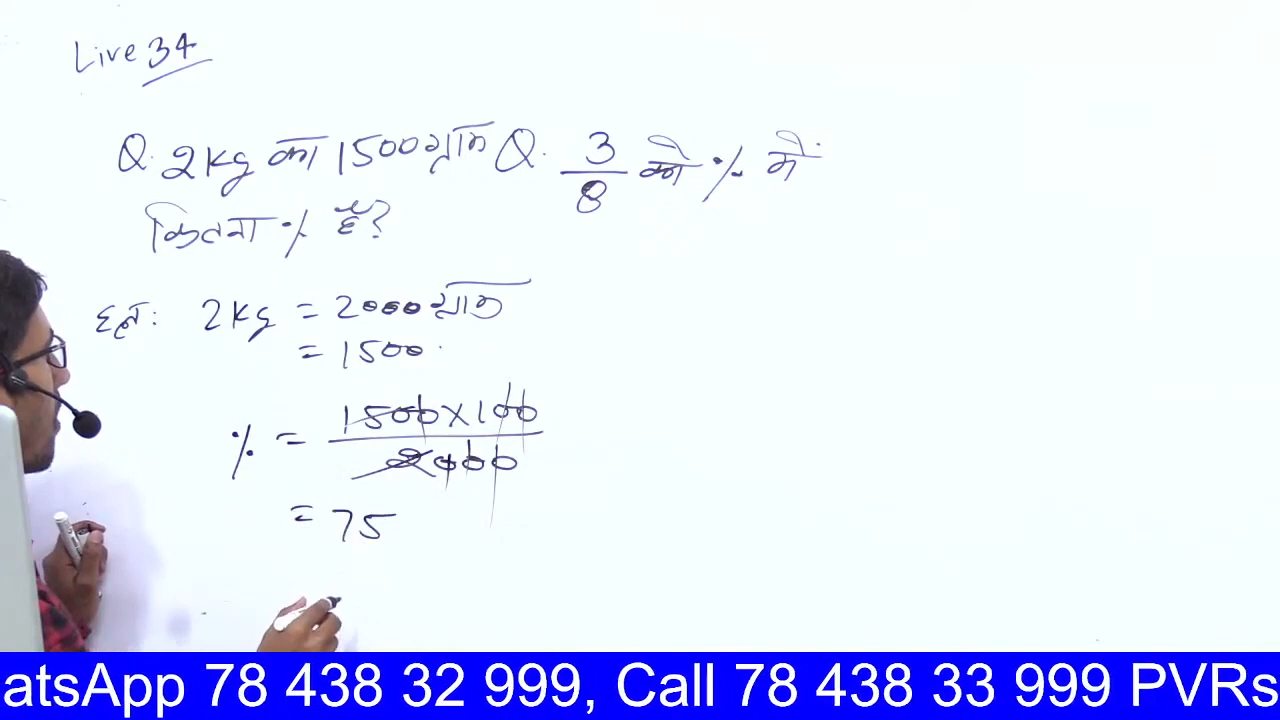 Live 34
Q. 2kg का 1500 ग्राम
कितना % है?
Q. 3/8 को % में
हल: 2kg = 2000 ग्राम
= 1500
% = 1500 x 100
2000
= 75
atsApp 78 438 32 999, Call 78 438 33 999 PVRs